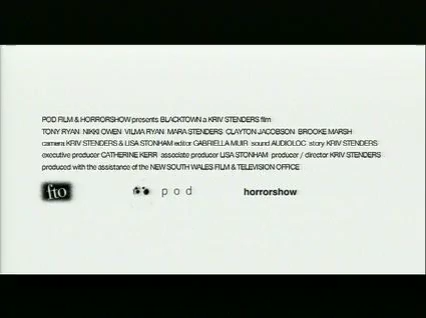 POD FILM & HORRORSHOW presents BLACKTOWN a KRIV STENDERS film
TONY RYAN NIKKI OWEN VILMA RYAN MARA STENDERS CLAYTON JACOBSON BROOKE MARSH
camera KRIV STENDERS & LISA STONHAM editor GABRIELLA MUIR sound AUDIOLOC story KRIV STENDERS
executive producer CATHERINE KERR associate producer LISA STONHAM producer / director KRIV STENDERS
produced with the assistance of the NEW SOUTH WALES FILM & TELEVISION OFFICE
fto pod horrorshow